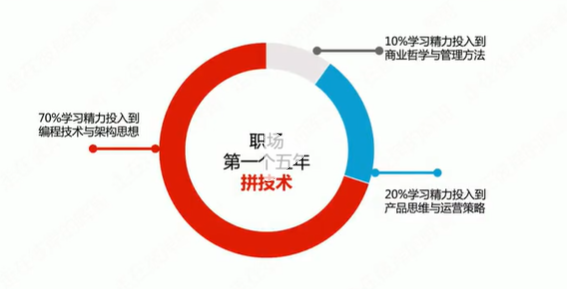 10%学习精力投入到
商业哲学与管理方法
70%学习精力投入到
编程技术与架构思想
职场
第一个五年
拼技术
20%学习精力投入到
产品思维与运营策略